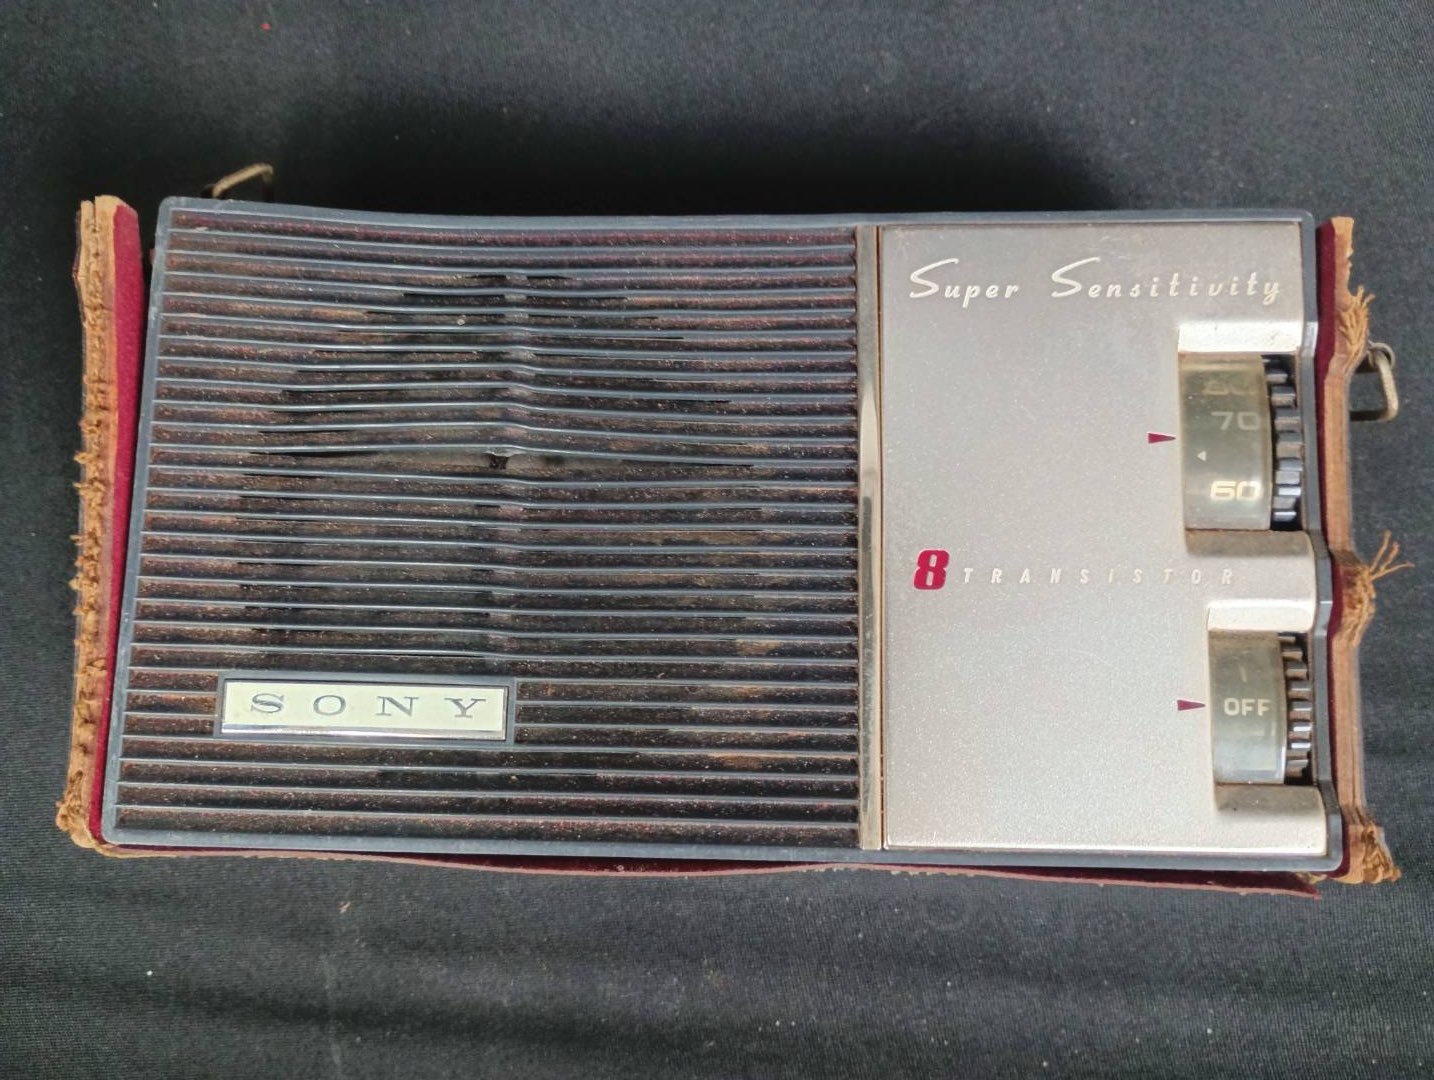 Super Sensitivity
70
60
8 TRANSISTOR
OFF
SONY